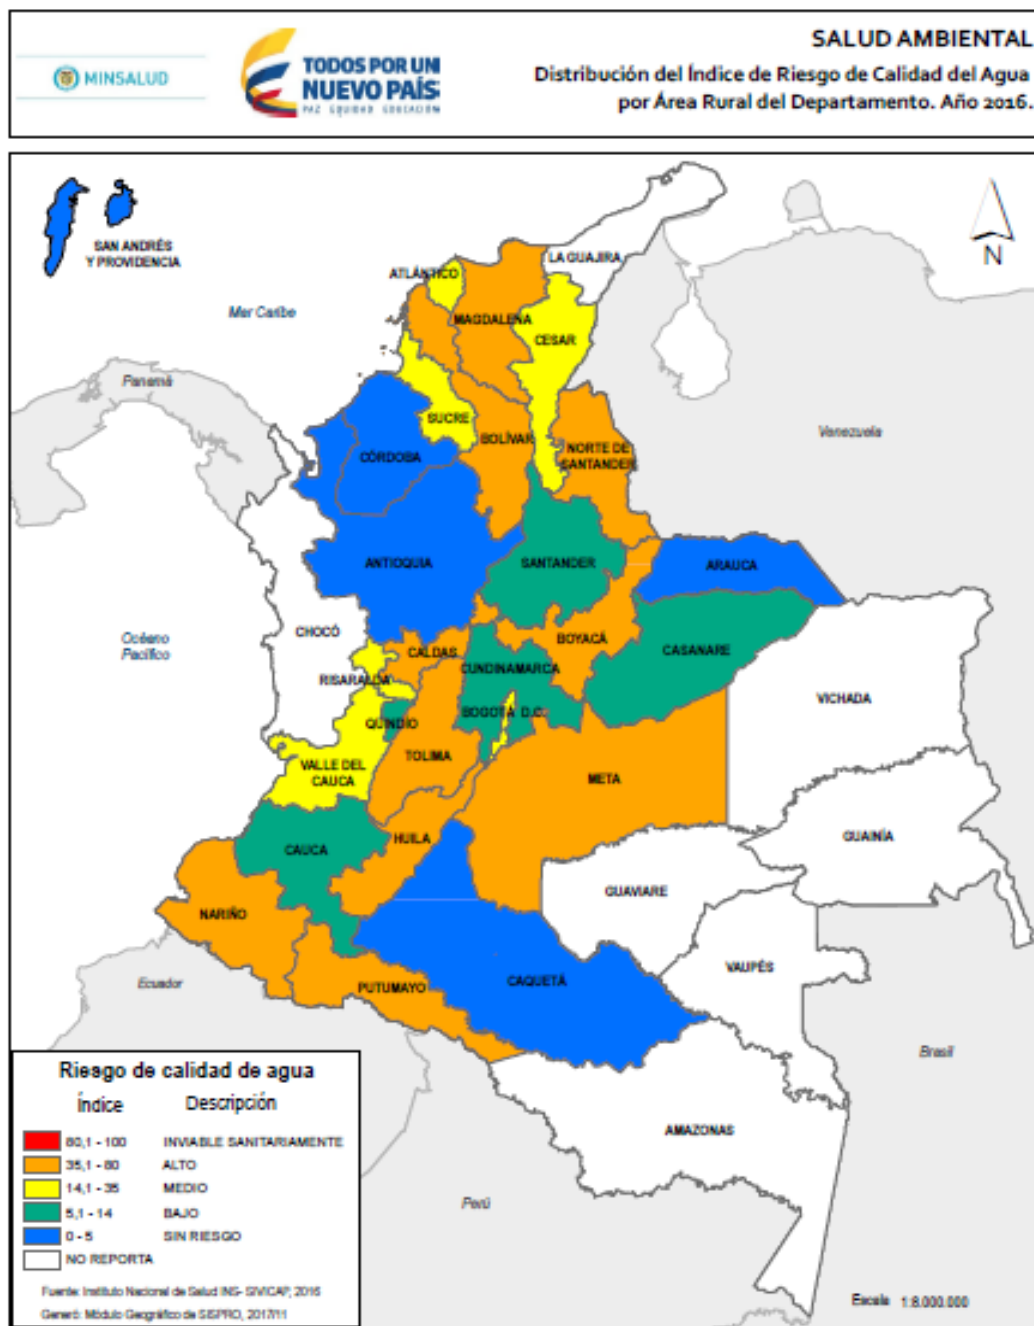 MINSALUD
TODOS POR UN
NUEVO PAÍS
PAZ EQUIDAD EDUCACIÓN
SALUD AMBIENTAL
Distribución del Índice de Riesgo de Calidad del Agua
por Área Rural del Departamento. Año 2016.
SAN ANDRÉS
Y PROVIDENCIA
N
LA GUAJIRA
ATLÁNTICO
Mar Caribe
MAGDALENA
CESAR
Panamá
SUCRE
BOLÍVAR
Venezuela
NORTE DE
SANTANDER
CÓRDOBA
ANTIOQUIA
SANTANDER
ARAUCA
CHOCÓ
Océano
Pacífico
CALDAS
BOYACÁ
CASANARE
CUNDINAMARCA
RISARALDA
VICHADA
BOGOTÁ D.C.
QUINDÍO
TOLIMA
VALLE DEL
CAUCA
META
GUAINÍA
HUILA
CAUCA
GUAVIARE
NARIÑO
VAUPÉS
Ecuador
PUTUMAYO
CAQUETÁ
Brasil
AMAZONAS
Perú
Riesgo de calidad de agua
Índice Descripción
80,1 - 100 INVIABLE SANITARIAMENTE
35,1 - 80 ALTO
14,1 - 35 MEDIO
5,1 - 14 BAJO
0 - 5 SIN RIESGO
NO REPORTA
Fuente: Instituto Nacional de Salud INS- SIVICAP, 2016
Generó: Módulo Geográfico de SISPRO, 2017/11
Escala 1:8.000.000